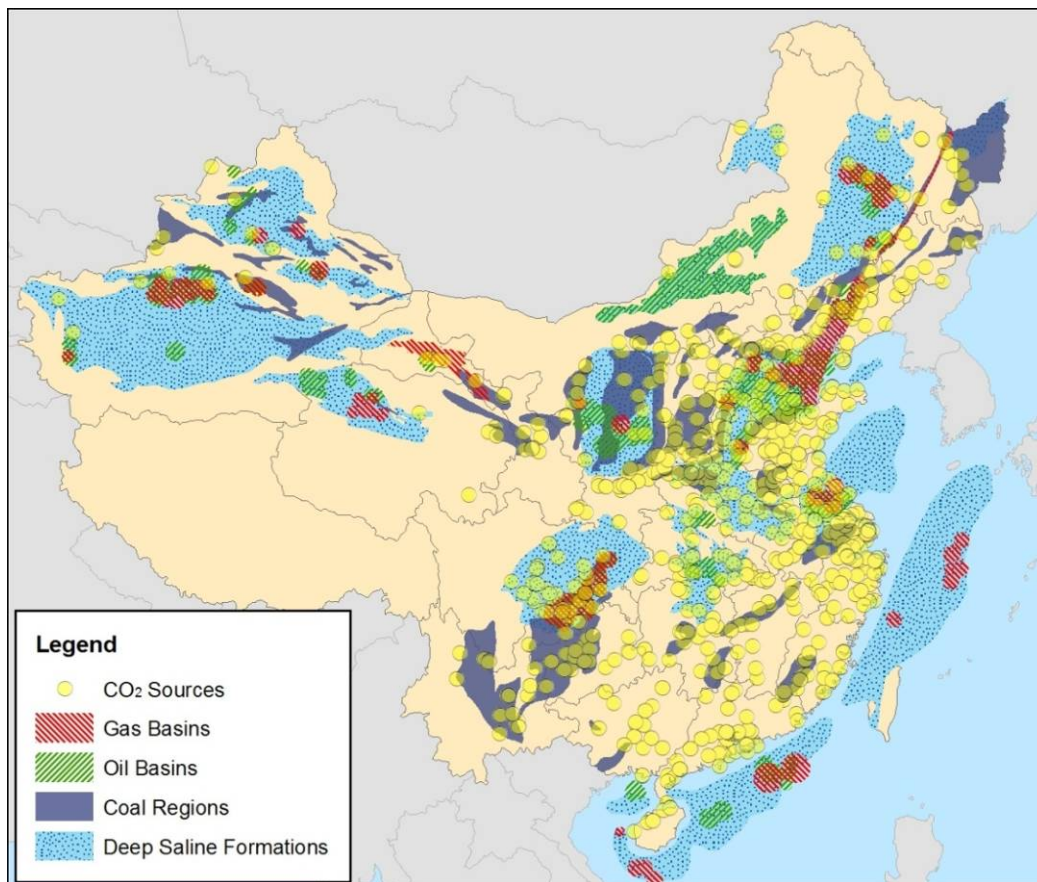 Legend
CO₂ Sources
Gas Basins
Oil Basins
Coal Regions
Deep Saline Formations